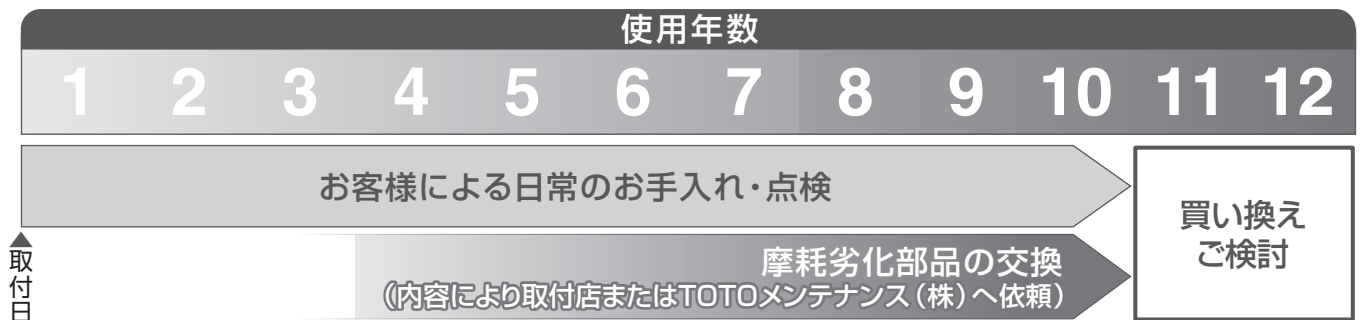 使用年数
1 2 3 4 5 6 7 8 9 10 11 12
お客様による日常のお手入れ・点検
買い換え
ご検討
取付日
摩耗劣化部品の交換
(内容により取付店またはTOTOメンテナンス(株)へ依頼)